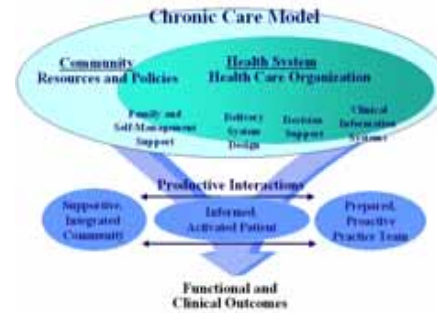 Chronic Care Model
Community
Resources and Policies
Health System
Health Care Organization
Family and
Self-Management
Support
Delivery
System
Design
Decision
Support
Clinical
Information
Systems
Productive Interactions
Supportive,
Integrated
Community
Informed,
Activated Patient
Prepared,
Proactive
Practice Team
Functional and
Clinical Outcomes